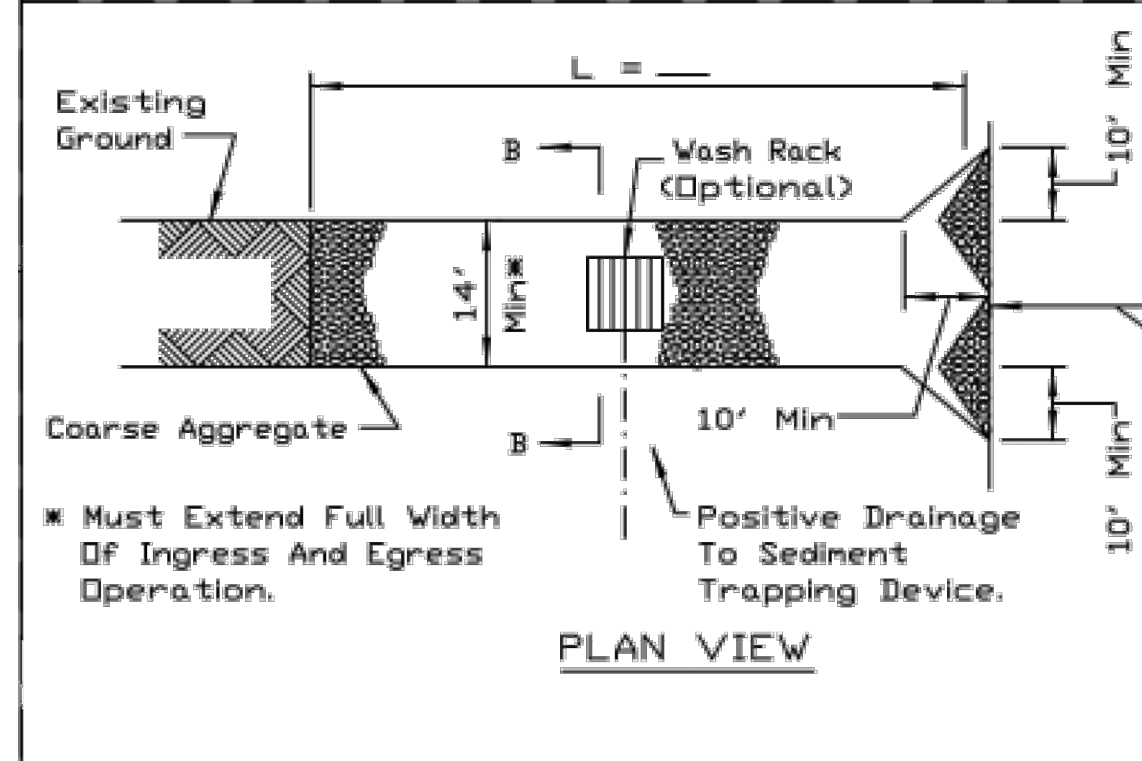 L = ___
Existing
Ground
B
Wash Rack
(Optional)
10' Min
14'
Min*
Coarse Aggregate
B
10' Min
10' Min
* Must Extend Full Width
Of Ingress And Egress
Operation.
Positive Drainage
To Sediment
Trapping Device.
PLAN VIEW